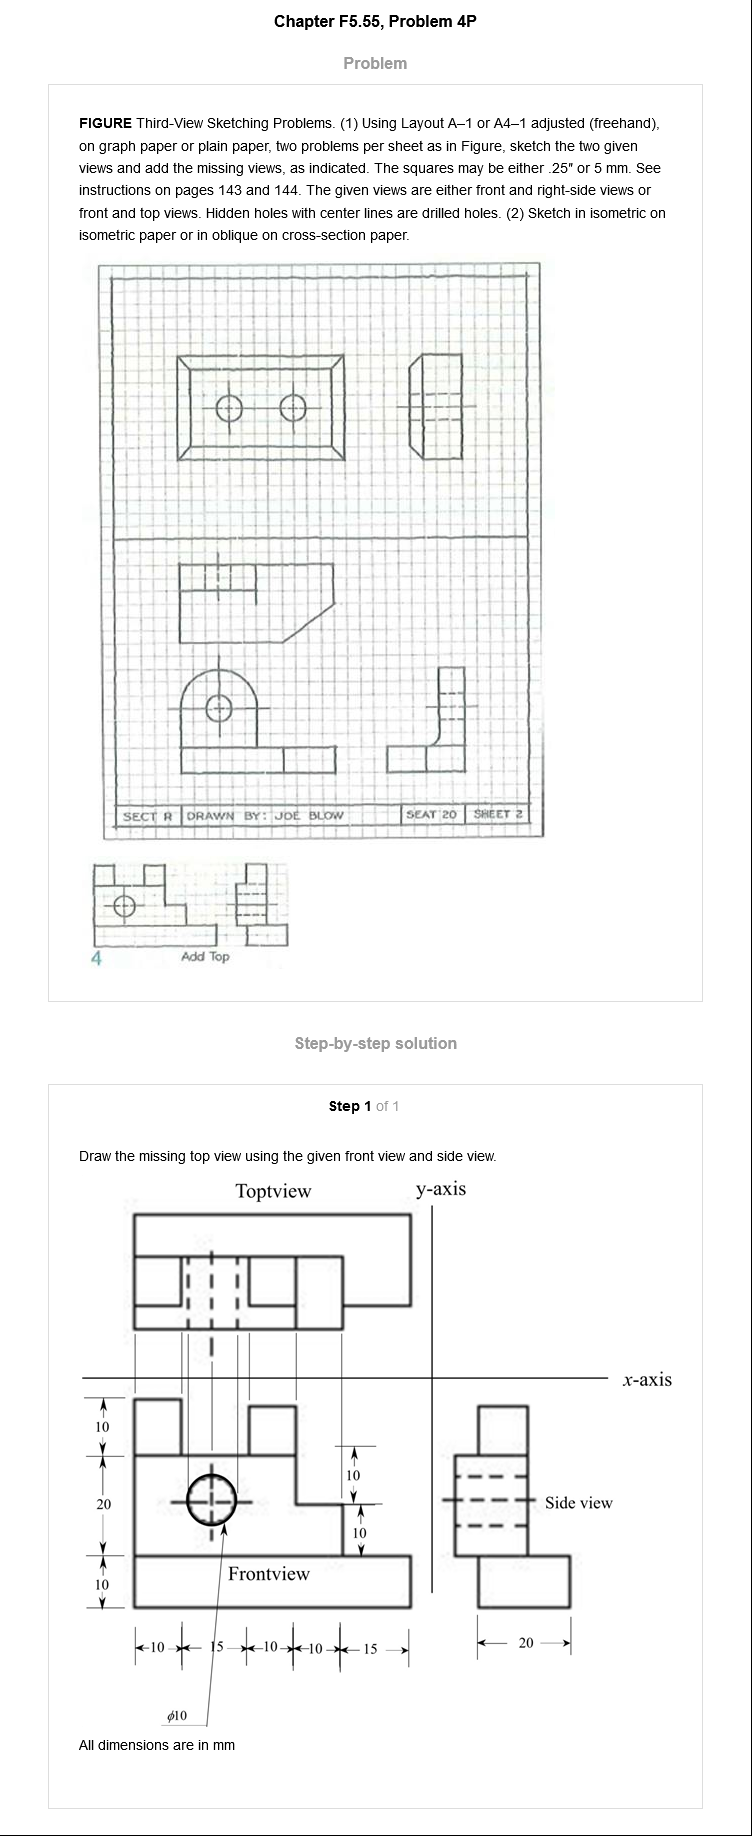 Chapter F5.55, Problem 4P
Problem
FIGURE Third-View Sketching Problems. (1) Using Layout A–1 or A4–1 adjusted (freehand),
on graph paper or plain paper, two problems per sheet as in Figure, sketch the two given
views and add the missing views, as indicated. The squares may be either .25″ or 5 mm. See
instructions on pages 143 and 144. The given views are either front and right-side views or
front and top views. Hidden holes with center lines are drilled holes. (2) Sketch in isometric on
isometric paper or in oblique on cross-section paper.
SECT R DRAWN BY: JOE BLOW SEAT 20 SHEET 2
4 Add Top
Step-by-step solution
Step 1 of 1
Draw the missing top view using the given front view and side view.
Toptview y-axis
x-axis
10
10
20 Side view
10
10 Frontview
10 15 10 10 15 20
ϕ10
All dimensions are in mm